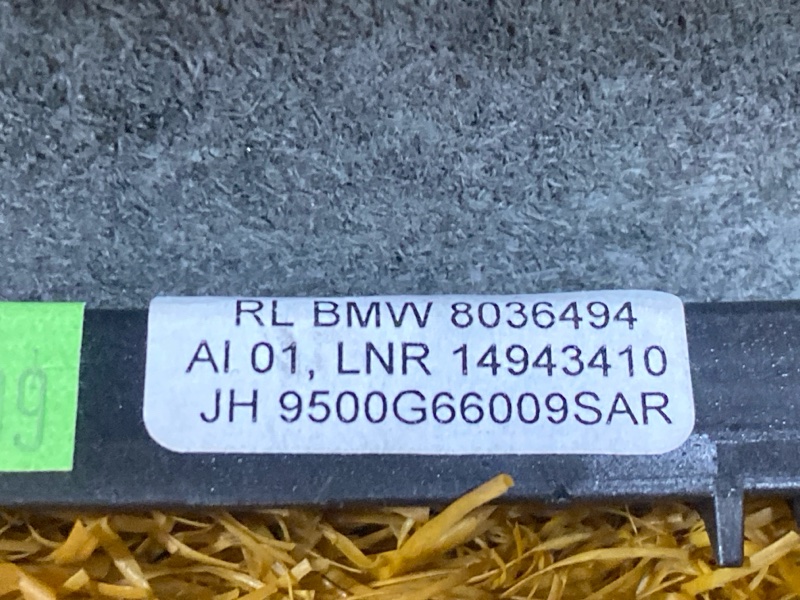 RL BMW 8036494
AI 01, LNR 14943410
JH 9500G66009SAR